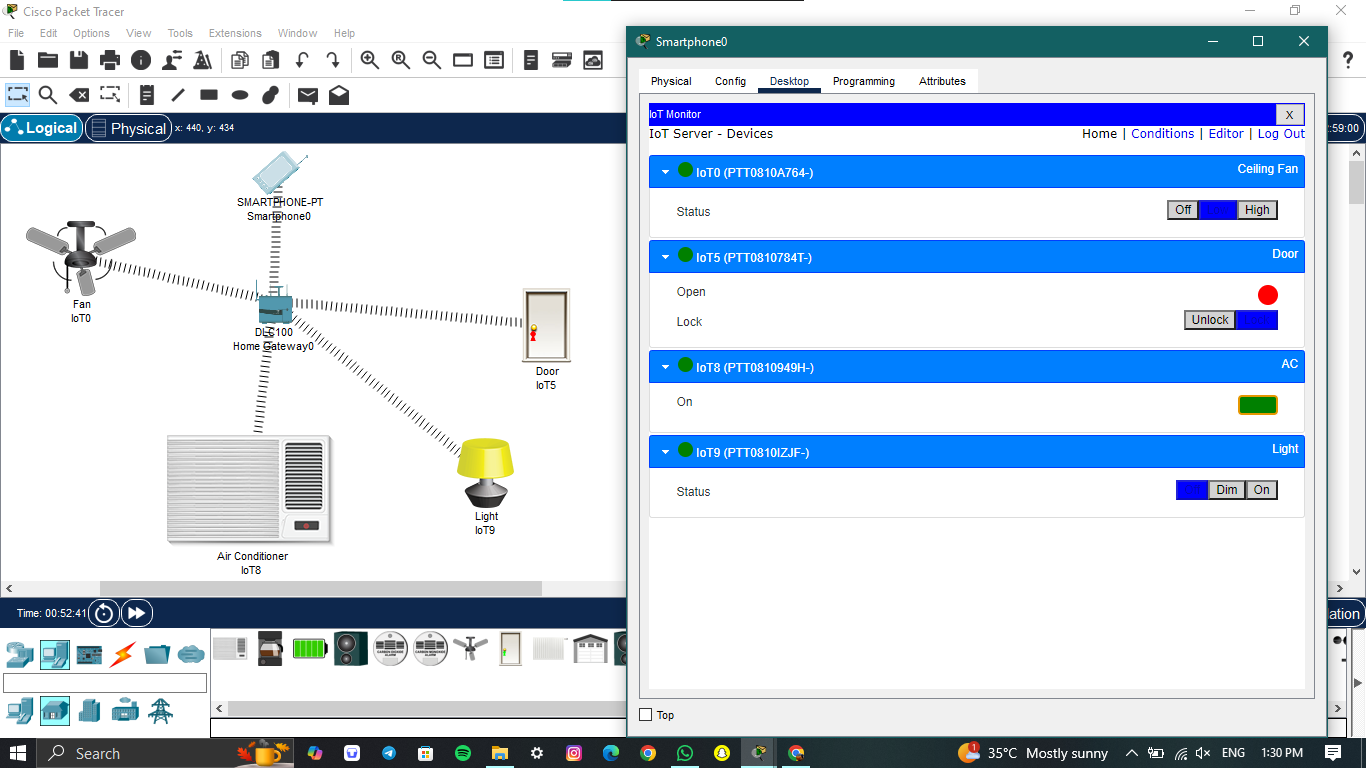 Cisco Packet Tracer
File Edit Options View Tools Extensions Window Help
Logical Physical x: 440, y: 434
:59:00
SMARTPHONE-PT
Smartphone0
Fan
IoT0
DLC100
Home Gateway0
Door
IoT5
Light
IoT9
Air Conditioner
IoT8
Time: 00:52:41
lation
Smartphone0
Physical Config Desktop Programming Attributes
IoT Monitor X
IoT Server - Devices Home | Conditions | Editor | Log Out
IoT0 (PTT0810A764-) Ceiling Fan
Status Off High
IoT5 (PTT0810784T-) Door
Open
Lock Unlock
IoT8 (PTT0810949H-) AC
On
IoT9 (PTT0810IZJF-) Light
Status Dim On
Top
Search
1
35°C Mostly sunny
ENG
1:30 PM